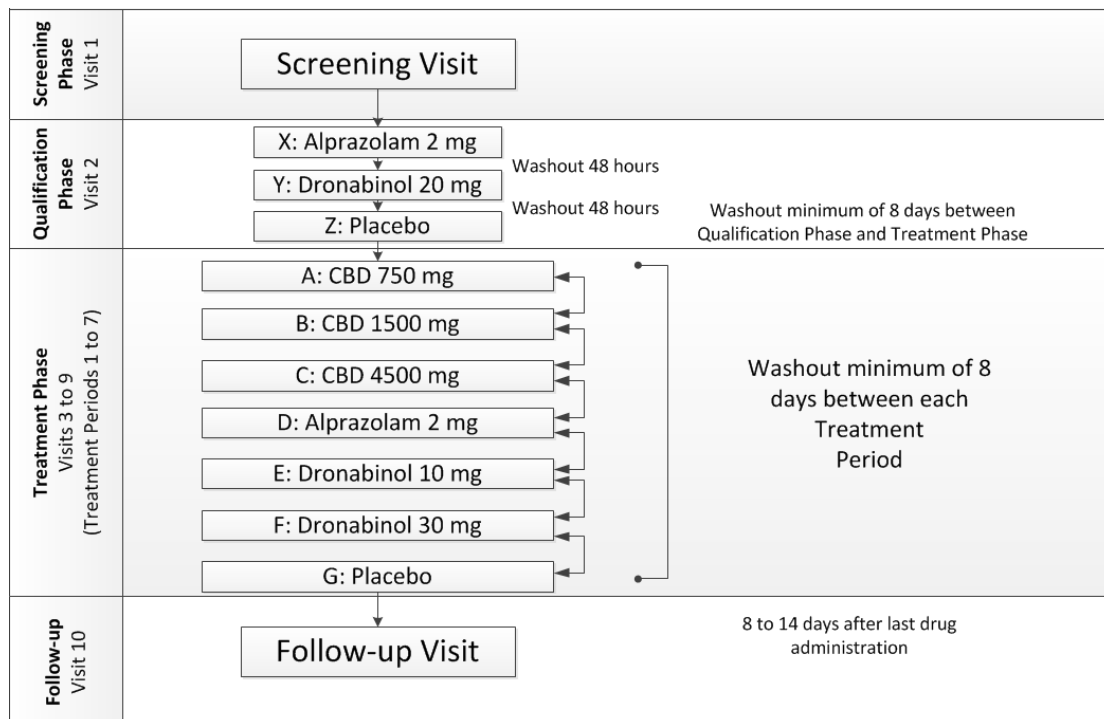 Screening
Phase
Visit 1
Screening Visit
Qualification
Phase
Visit 2
X: Alprazolam 2 mg
Washout 48 hours
Y: Dronabinol 20 mg
Washout 48 hours
Z: Placebo
Washout minimum of 8 days between
Qualification Phase and Treatment Phase
Treatment Phase
Visits 3 to 9
(Treatment Periods 1 to 7)
A: CBD 750 mg
B: CBD 1500 mg
C: CBD 4500 mg
D: Alprazolam 2 mg
E: Dronabinol 10 mg
F: Dronabinol 30 mg
G: Placebo
Washout minimum of 8
days between each
Treatment
Period
Follow-up
Visit 10
Follow-up Visit
8 to 14 days after last drug
administration